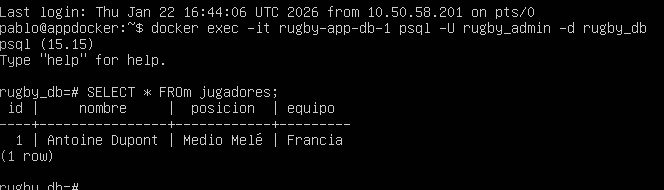 Last login: Thu Jan 22 16:44:06 UTC 2026 from 10.50.58.201 on pts/0
pablo@appdocker:~$ docker exec -it rugby-app-db-1 psql -U rugby_admin -d rugby_db
psql (15.15)
Type "help" for help.

rugby_db=# SELECT * FROm jugadores;
 id |     nombre     |  posicion  | equipo
----+----------------+------------+---------
  1 | Antoine Dupont | Medio Melé | Francia
(1 row)

rugby_db=#